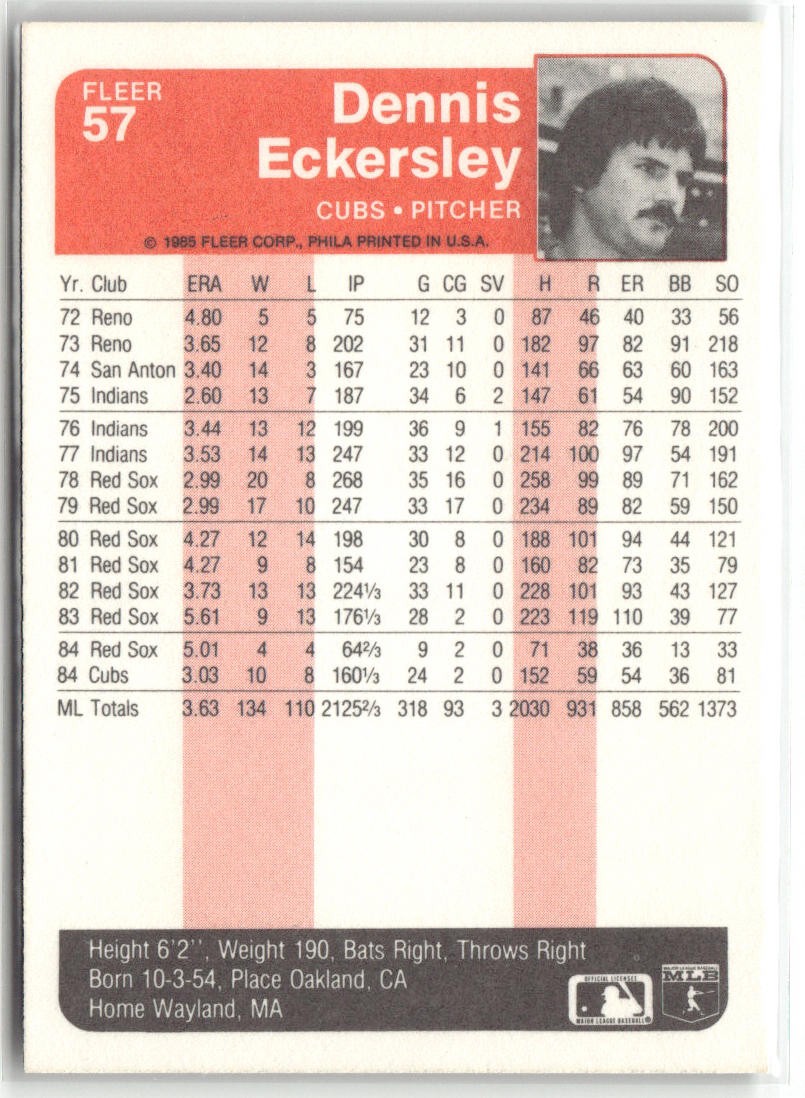 FLEER
57
Dennis
Eckersley
CUBS • PITCHER
© 1985 FLEER CORP., PHILA PRINTED IN U.S.A.
Yr. Club ERA W L IP G CG SV H R ER BB SO
72 Reno 4.80 5 5 75 12 3 0 87 46 40 33 56
73 Reno 3.65 12 8 202 31 11 0 182 97 82 91 218
74 San Anton 3.40 14 3 167 23 10 0 141 66 63 60 163
75 Indians 2.60 13 7 187 34 6 2 147 61 54 90 152
76 Indians 3.44 13 12 199 36 9 1 155 82 76 78 200
77 Indians 3.53 14 13 247 33 12 0 214 100 97 54 191
78 Red Sox 2.99 20 8 268 35 16 0 258 99 89 71 162
79 Red Sox 2.99 17 10 247 33 17 0 234 89 82 59 150
80 Red Sox 4.27 12 14 198 30 8 0 188 101 94 44 121
81 Red Sox 4.27 9 8 154 23 8 0 160 82 73 35 79
82 Red Sox 3.73 13 13 224⅓ 33 11 0 228 101 93 43 127
83 Red Sox 5.61 9 13 176⅓ 28 2 0 223 119 110 39 77
84 Red Sox 5.01 4 4 64⅔ 9 2 0 71 38 36 13 33
84 Cubs 3.03 10 8 160⅓ 24 2 0 152 59 54 36 81
ML Totals 3.63 134 110 2125⅔ 318 93 3 2030 931 858 562 1373
Height 6'2'', Weight 190, Bats Right, Throws Right
Born 10-3-54, Place Oakland, CA
Home Wayland, MA
OFFICIAL LICENSEE
MAJOR LEAGUE BASEBALL®
MAJOR LEAGUE BASEBALL
MLB